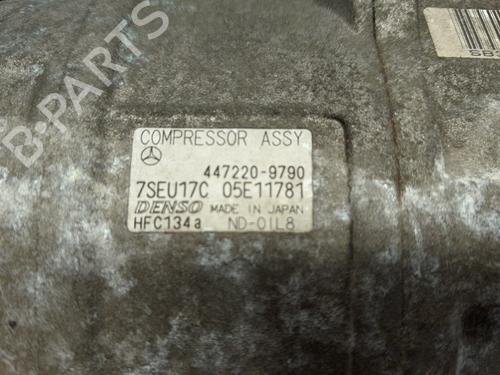 B-PARTS
COMPRESSOR ASSY
447220-9790
7SEU17C 05E11781
DENSO MADE IN JAPAN
HFC134a ND-OIL8